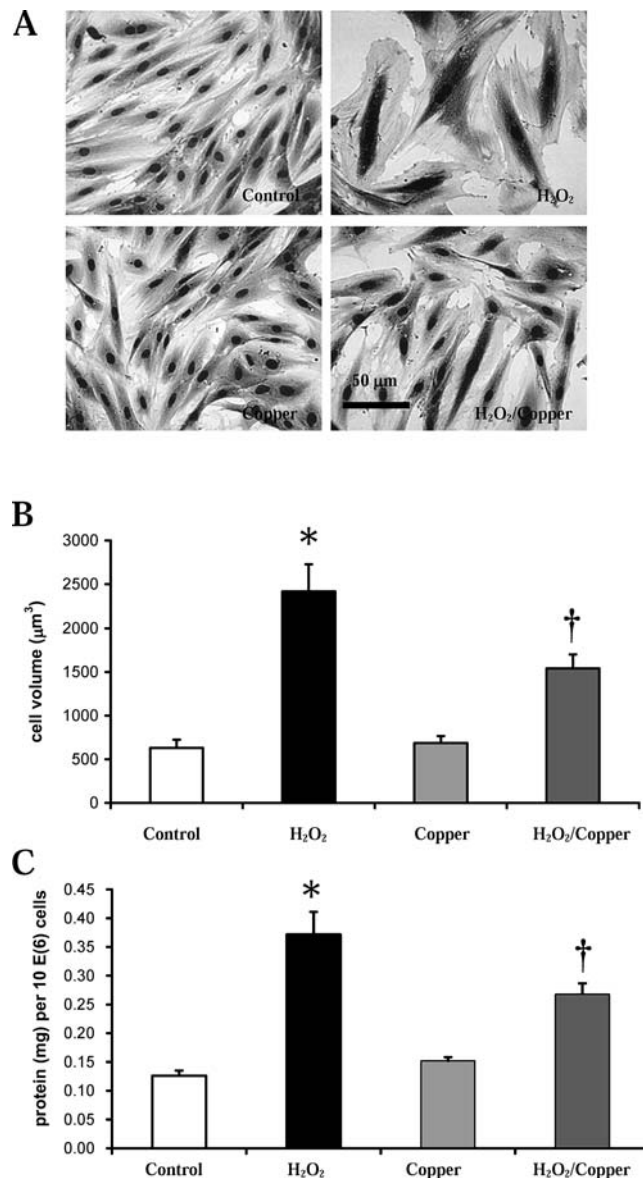 A
Control
H₂O₂
Copper
50 µm
H₂O₂/Copper
B
cell volume (µm³)
3000
2500
2000
1500
1000
500
0
*
†
Control H₂O₂ Copper H₂O₂/Copper
C
protein (mg) per 10 E(6) cells
0.45
0.40
0.35
0.30
0.25
0.20
0.15
0.10
0.05
0.00
*
†
Control H₂O₂ Copper H₂O₂/Copper